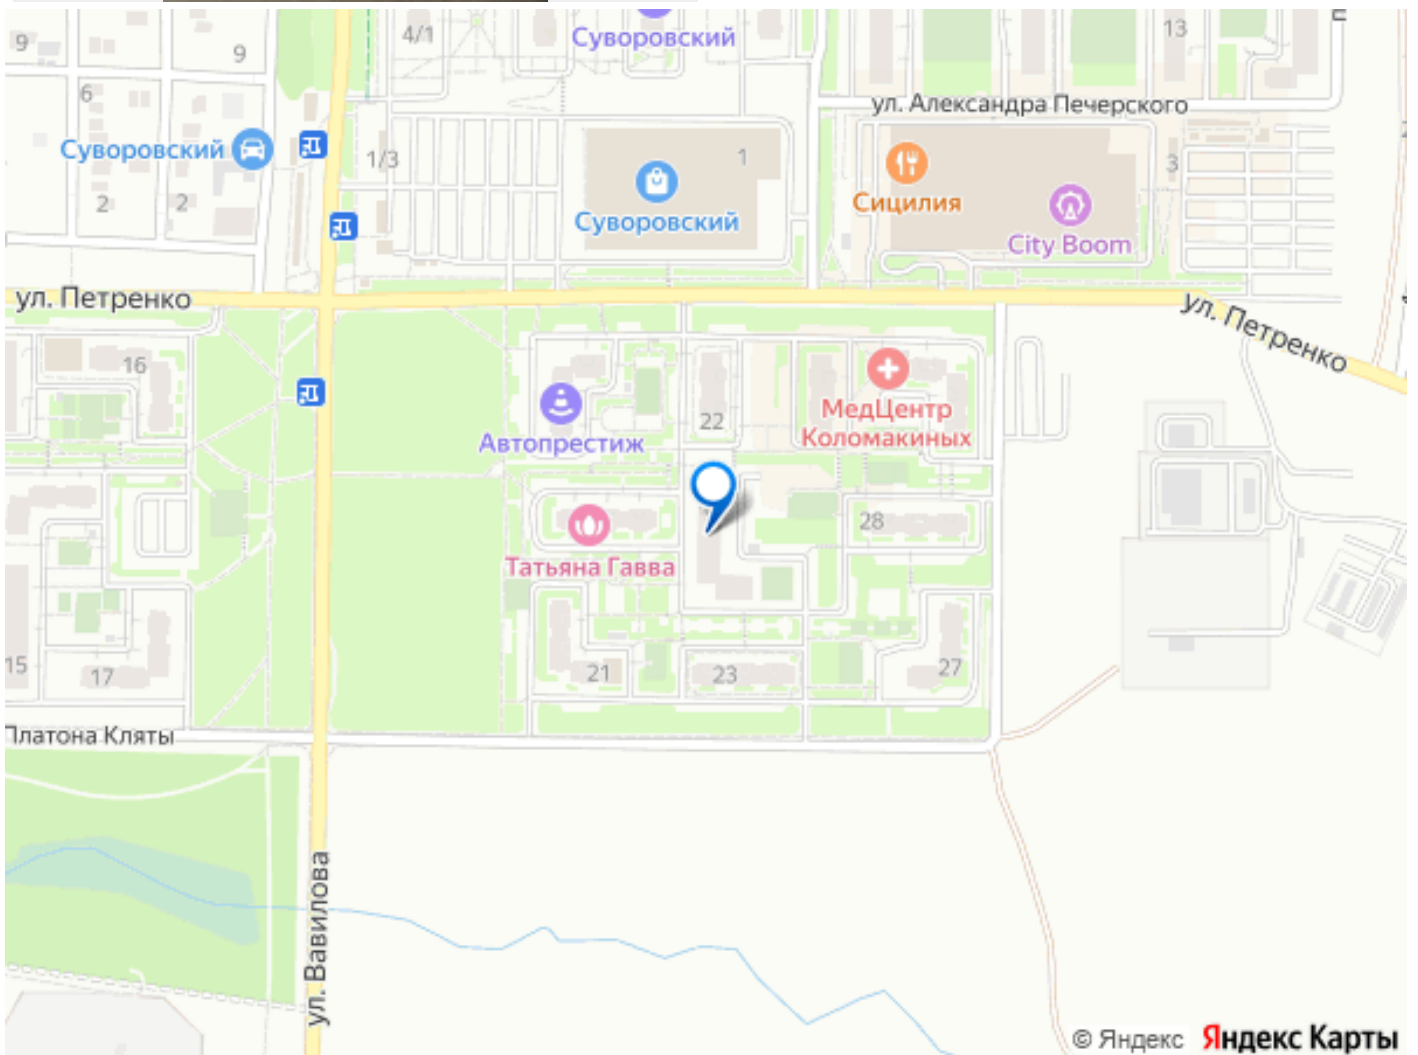 4/1
Суворовский
13
9
9
6
ул. Александра Печерского
Суворовский
1/3
1
3
Сицилия
2
2
Суворовский
City Boom
ул. Петренко
ул. Петренко
16
МедЦентр
Коломакиных
22
Автопрестиж
28
Татьяна Гавва
15
17
21
23
27
Платона Кляты
ул. Вавилова
© Яндекс Яндекс Карты